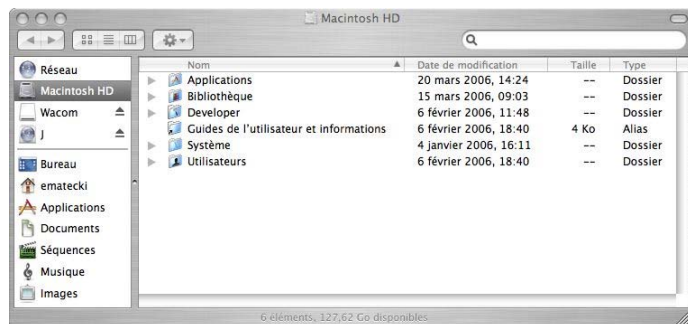 Macintosh HD
Réseau
Macintosh HD
Wacom
J
Bureau
ematecki
Applications
Documents
Séquences
Musique
Images
Nom Date de modification Taille Type
Applications 20 mars 2006, 14:24 -- Dossier
Bibliothèque 15 mars 2006, 09:03 -- Dossier
Developer 6 février 2006, 11:48 -- Dossier
Guides de l'utilisateur et informations 6 février 2006, 18:40 4 Ko Alias
Système 4 janvier 2006, 16:11 -- Dossier
Utilisateurs 6 février 2006, 18:40 -- Dossier
6 éléments, 127,62 Go disponibles